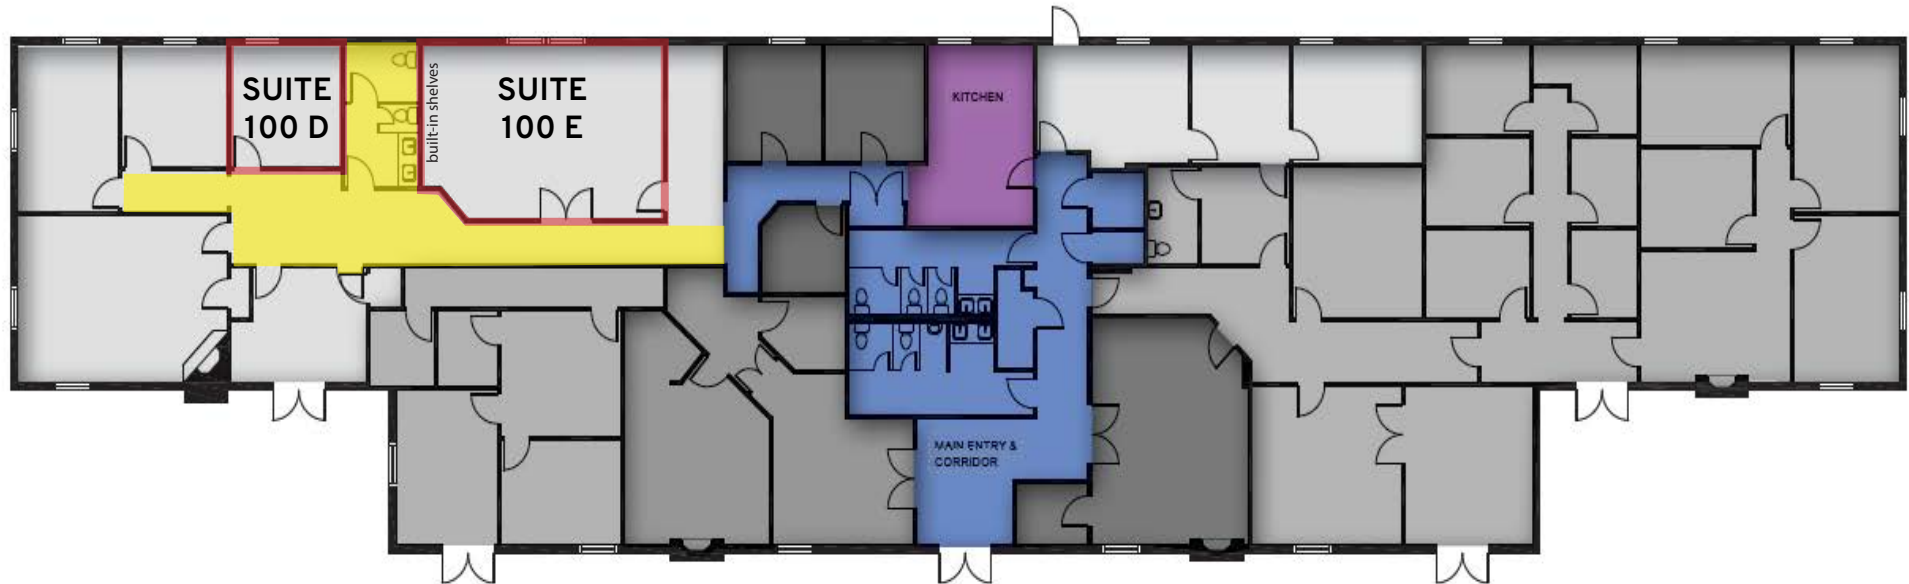 SUITE
100 D
built-in shelves
SUITE
100 E
KITCHEN
MAIN ENTRY &
CORRIDOR